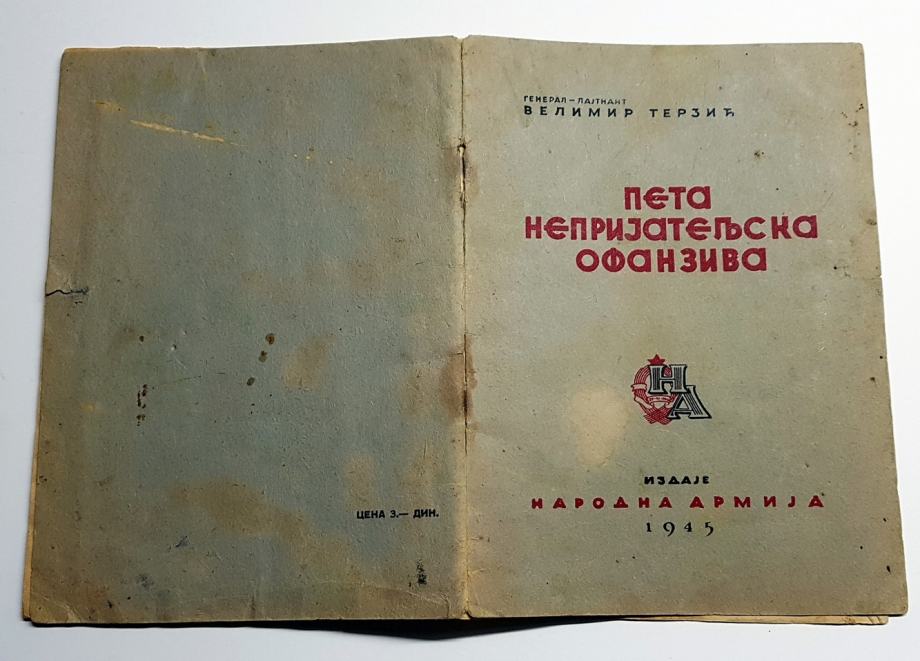 ГЕНЕРАЛ-ЛАЈТНАНТ
ВЕЛИМИР ТЕРЗИЋ
ПЕТА
НЕПРИЈАТЕЉСКА
ОФАНЗИВА
НА
ИЗДАЈЕ
НАРОДНА АРМИЈА
1945
ЦЕНА 3.— ДИН.